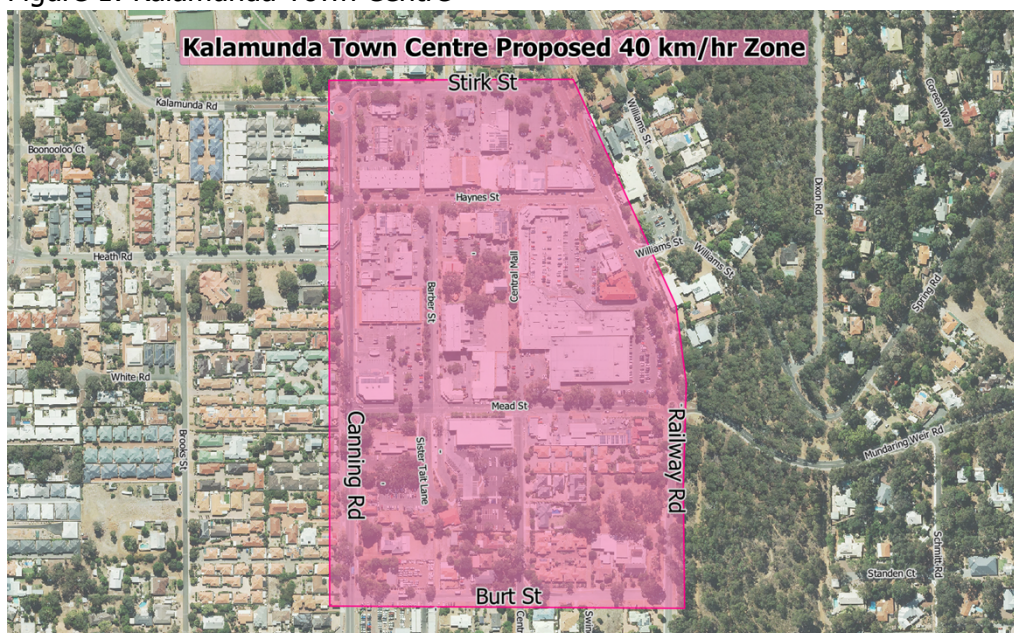 Figure 1: Kalamunda Town Centre
Kalamunda Town Centre Proposed 40 km/hr Zone
Stirk St
Kalamunda Rd
Williams St
Coreen Way
Boonooloo Ct
Dixon Rd
Haynes St
Heath Rd
Williams St
Williams St
Central Mall
Barber St
Spring Rd
White Rd
Mead St
Canning Rd
Railway Rd
Brooks St
Sister Tait Lane
Mundaring Weir Rd
Schmitt Rd
Standen Ct
Burt St